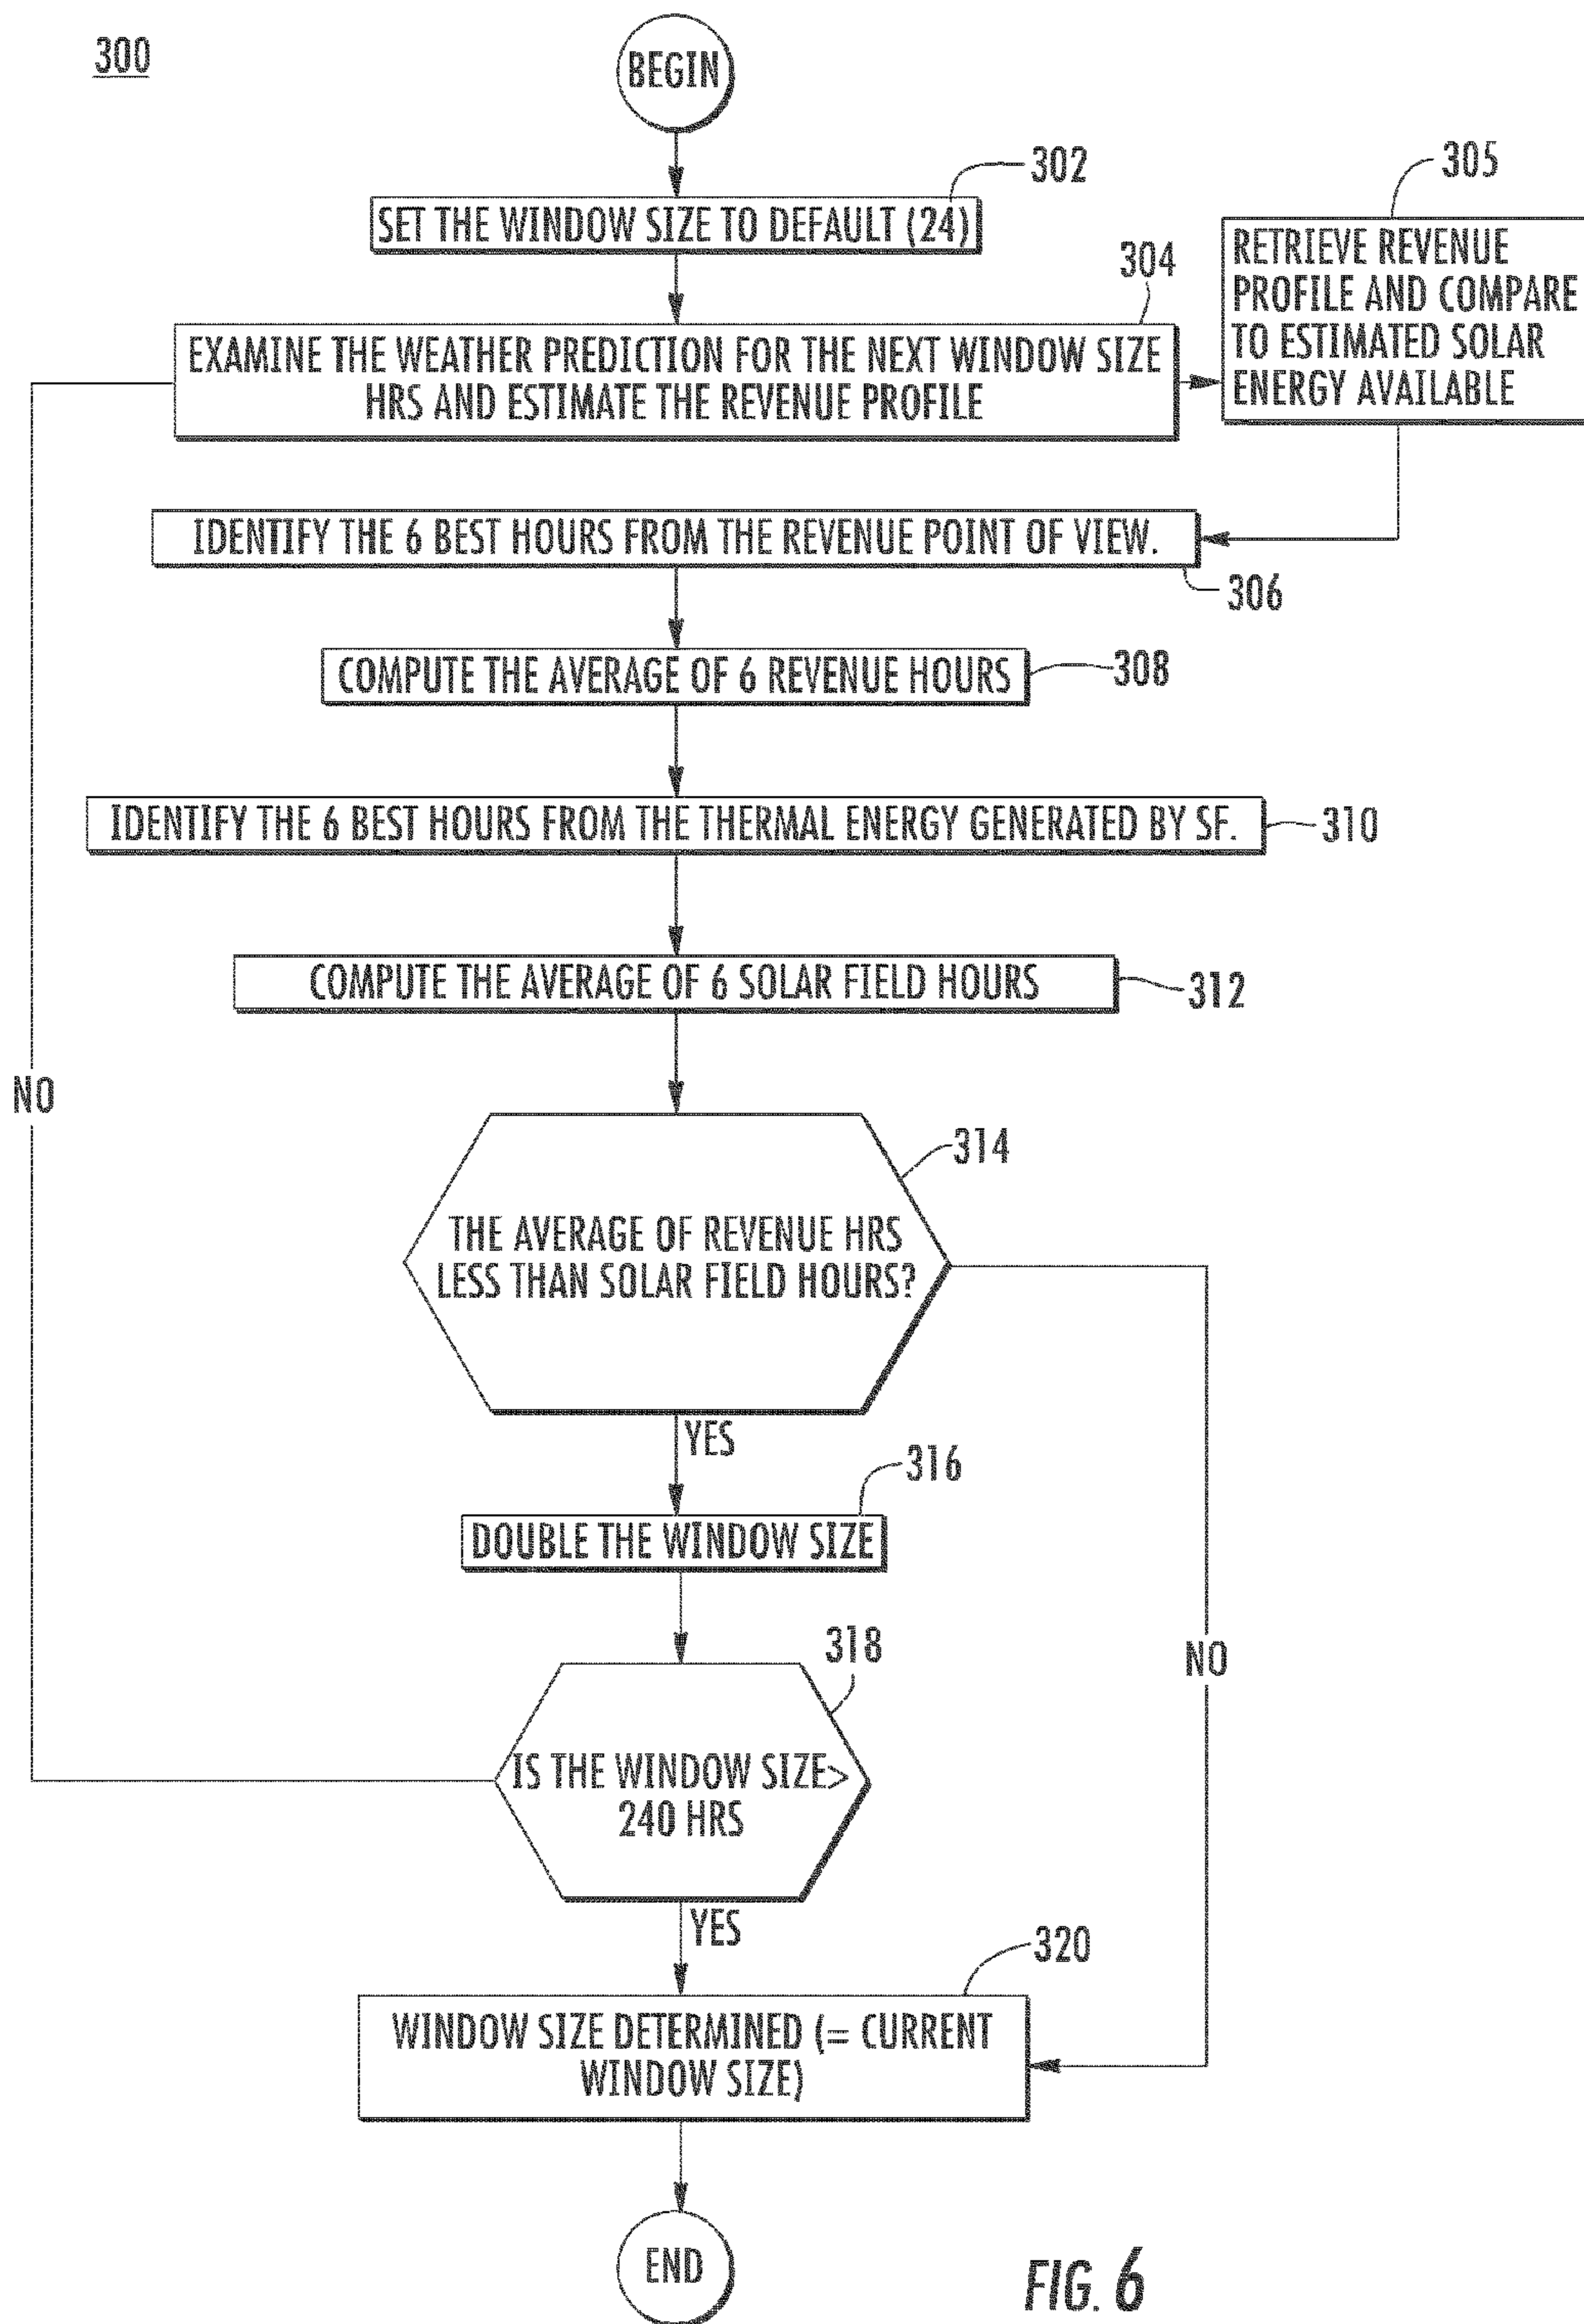 300
BEGIN
302
SET THE WINDOW SIZE TO DEFAULT (24)
304
EXAMINE THE WEATHER PREDICTION FOR THE NEXT WINDOW SIZE
HRS AND ESTIMATE THE REVENUE PROFILE
305
RETRIEVE REVENUE
PROFILE AND COMPARE
TO ESTIMATED SOLAR
ENERGY AVAILABLE
IDENTIFY THE 6 BEST HOURS FROM THE REVENUE POINT OF VIEW.
306
COMPUTE THE AVERAGE OF 6 REVENUE HOURS
308
IDENTIFY THE 6 BEST HOURS FROM THE THERMAL ENERGY GENERATED BY SF.
310
COMPUTE THE AVERAGE OF 6 SOLAR FIELD HOURS
312
NO
314
THE AVERAGE OF REVENUE HRS
LESS THAN SOLAR FIELD HOURS?
YES
316
DOUBLE THE WINDOW SIZE
318
NO
IS THE WINDOW SIZE>
240 HRS
YES
320
WINDOW SIZE DETERMINED (= CURRENT
WINDOW SIZE)
END
FIG. 6